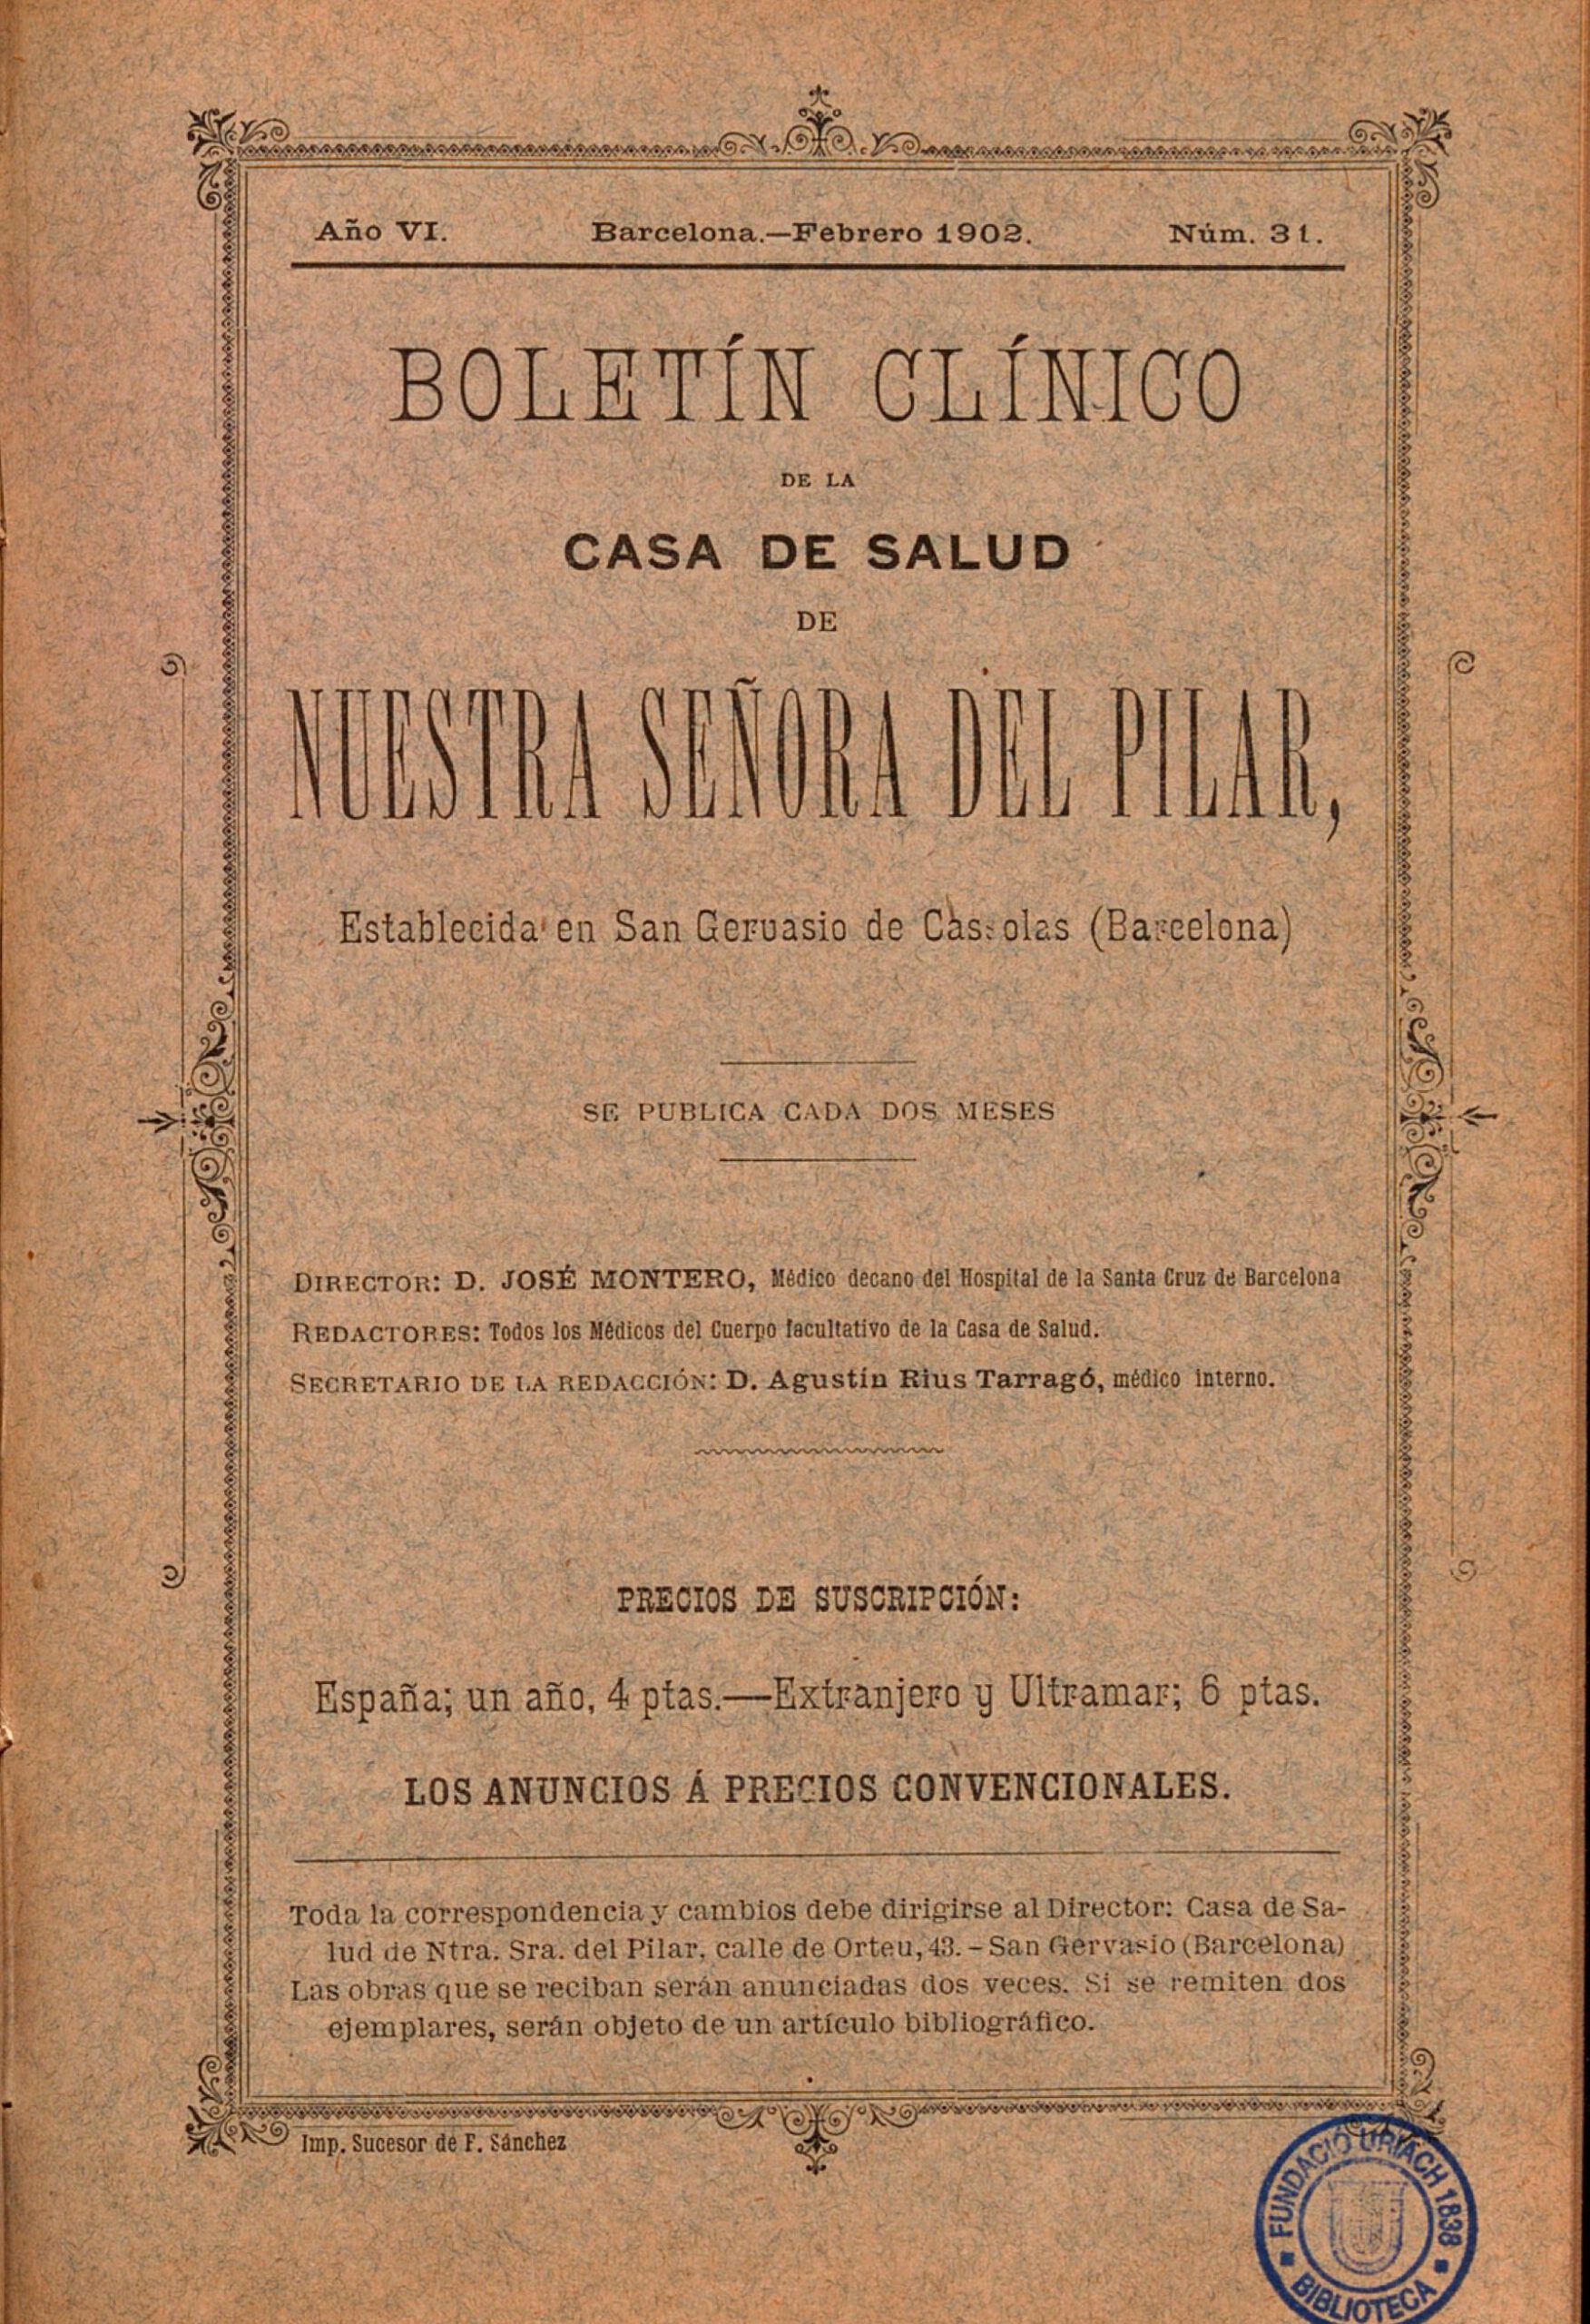 Año VI.
Barcelona.—Febrero 1902.
Núm. 31.
BOLETÍN CLÍNICO
DE LA
CASA DE SALUD
DE
NUESTRA SEÑORA DEL PILAR,
Establecida en San Gervasio de Cassolas (Barcelona)
SE PUBLICA CADA DOS MESES
DIRECTOR: D. JOSÉ MONTERO, Médico decano del Hospital de la Santa Cruz de Barcelona
REDACTORES: Todos los Médicos del Cuerpo facultativo de la Casa de Salud.
SECRETARIO DE LA REDACCIÓN: D. Agustín Rius Tarragó, médico interno.
PRECIOS DE SUSCRIPCIÓN:
España; un año, 4 ptas.—Extranjero y Ultramar; 6 ptas.
LOS ANUNCIOS Á PRECIOS CONVENCIONALES.
Toda la correspondencia y cambios debe dirigirse al Director: Casa de Sa-
lud de Ntra. Sra. del Pilar, calle de Orteu, 43.-San Gervasio (Barcelona)
Las obras que se reciban serán anunciadas dos veces. Si se remiten dos
ejemplares, serán objeto de un artículo bibliográfico.
Imp. Sucesor de F. Sánchez
FUNDACIÓ URIACH 1838
BIBLIOTECA